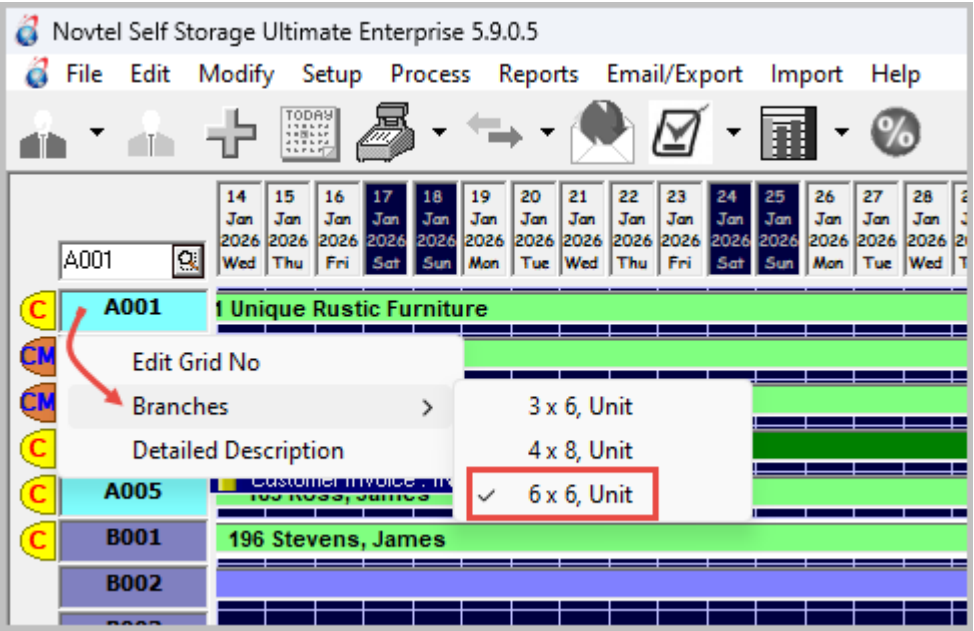 Novtel Self Storage Ultimate Enterprise 5.9.0.5
File Edit Modify Setup Process Reports Email/Export Import Help
TODAY
%
14 15 16 17 18 19 20 21 22 23 24 25 26 27 28
Jan Jan Jan Jan Jan Jan Jan Jan Jan Jan Jan Jan Jan Jan Jan
2026 2026 2026 2026 2026 2026 2026 2026 2026 2026 2026 2026 2026 2026 2026
A001 Wed Thu Fri Sat Sun Mon Tue Wed Thu Fri Sat Sun Mon Tue Wed
C A001 1 Unique Rustic Furniture
CM Edit Grid No
CM Branches > 3 x 6, Unit
C Detailed Description 4 x 8, Unit
Customer Invoice :
C A005 Ross, James 6 x 6, Unit
C B001 196 Stevens, James
B002